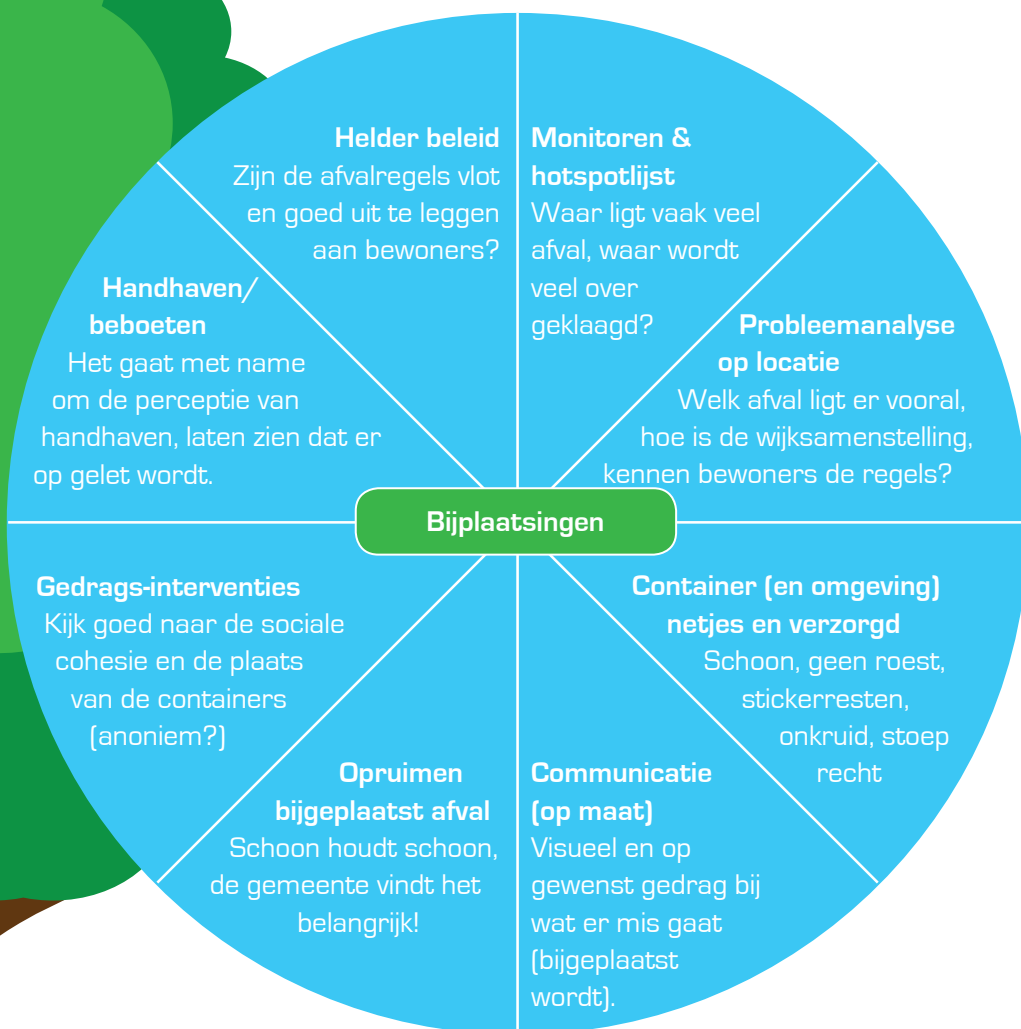 Helder beleid
Zijn de afvalregels vlot
en goed uit te leggen
aan bewoners?
Monitoren &
hotspotlijst
Waar ligt vaak veel
afval, waar wordt
veel over
geklaagd?
Probleemanalyse
op locatie
Welk afval ligt er vooral,
hoe is de wijksamenstelling,
kennen bewoners de regels?
Container (en omgeving)
netjes en verzorgd
Schoon, geen roest,
stickerresten,
onkruid, stoep
recht
Communicatie
(op maat)
Visueel en op
gewenst gedrag bij
wat er mis gaat
(bijgeplaatst
wordt).
Opruimen
bijgeplaatst afval
Schoon houdt schoon,
de gemeente vindt het
belangrijk!
Gedrags-interventies
Kijk goed naar de sociale
cohesie en de plaats
van de containers
(anoniem?)
Handhaven/
beboeten
Het gaat met name
om de perceptie van
handhaven, laten zien dat er
op gelet wordt.
Bijplaatsingen